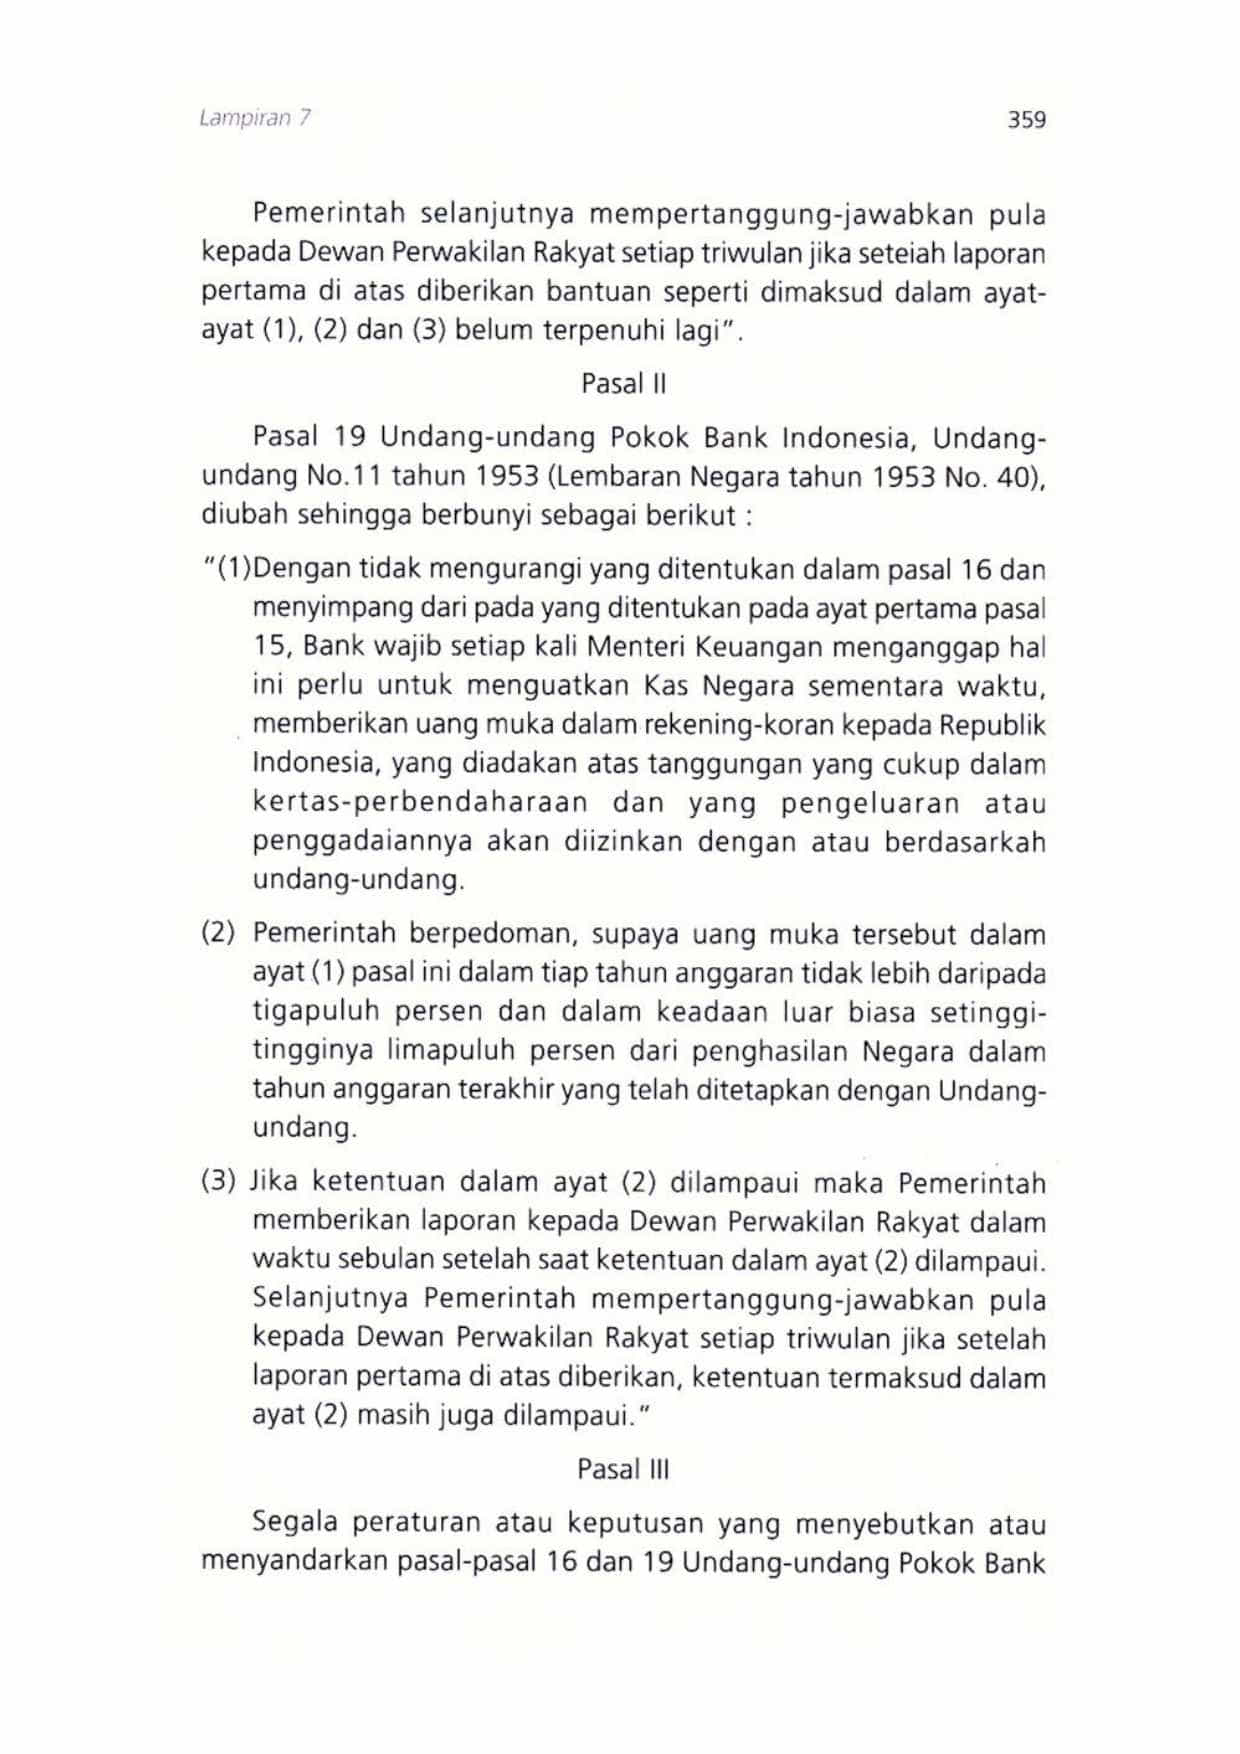 Lampiran 7
359
Pemerintah selanjutnya mempertanggung-jawabkan pula
kepada Dewan Perwakilan Rakyat setiap triwulan jika seteiah laporan
pertama di atas diberikan bantuan seperti dimaksud dalam ayat-
ayat (1), (2) dan (3) belum terpenuhi lagi”.
Pasal II
Pasal 19 Undang-undang Pokok Bank Indonesia, Undang-
undang No.11 tahun 1953 (Lembaran Negara tahun 1953 No. 40),
diubah sehingga berbunyi sebagai berikut :
“(1)Dengan tidak mengurangi yang ditentukan dalam pasal 16 dan
menyimpang dari pada yang ditentukan pada ayat pertama pasal
15, Bank wajib setiap kali Menteri Keuangan menganggap hal
ini perlu untuk menguatkan Kas Negara sementara waktu,
memberikan uang muka dalam rekening-koran kepada Republik
Indonesia, yang diadakan atas tanggungan yang cukup dalam
kertas-perbendaharaan dan yang pengeluaran atau
penggadaiannya akan diizinkan dengan atau berdasarkah
undang-undang.
(2) Pemerintah berpedoman, supaya uang muka tersebut dalam
ayat (1) pasal ini dalam tiap tahun anggaran tidak lebih daripada
tigapuluh persen dan dalam keadaan luar biasa setinggi-
tingginya limapuluh persen dari penghasilan Negara dalam
tahun anggaran terakhir yang telah ditetapkan dengan Undang-
undang.
(3) Jika ketentuan dalam ayat (2) dilampaui maka Pemerintah
memberikan laporan kepada Dewan Perwakilan Rakyat dalam
waktu sebulan setelah saat ketentuan dalam ayat (2) dilampaui.
Selanjutnya Pemerintah mempertanggung-jawabkan pula
kepada Dewan Perwakilan Rakyat setiap triwulan jika setelah
laporan pertama di atas diberikan, ketentuan termaksud dalam
ayat (2) masih juga dilampaui.”
Pasal III
Segala peraturan atau keputusan yang menyebutkan atau
menyandarkan pasal-pasal 16 dan 19 Undang-undang Pokok Bank